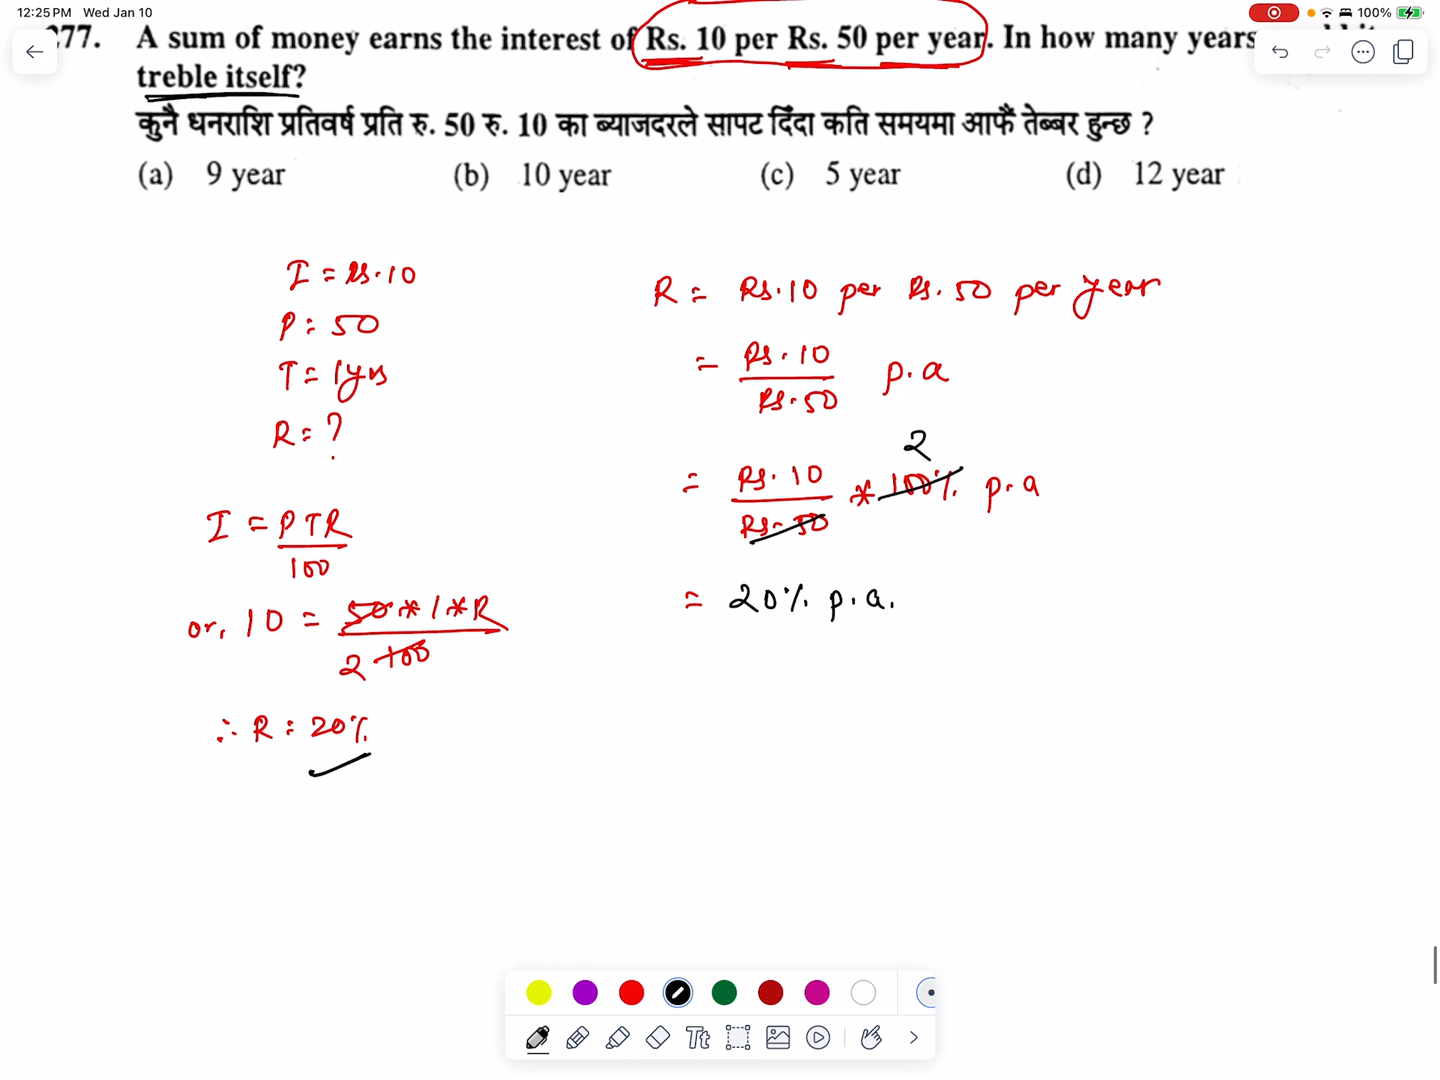 12:25 PM Wed Jan 10
100%
277. A sum of money earns the interest of Rs. 10 per Rs. 50 per year. In how many years
treble itself?
कुनै धनराशि प्रतिवर्ष प्रति रु. 50 रु. 10 का ब्याजदरले सापट दिँदा कति समयमा आफैं तेब्बर हुन्छ ?
(a) 9 year (b) 10 year (c) 5 year (d) 12 year
I = Rs. 10
P = 50
T = 1yrs
R = ?
I = PTR
100
or, 10 = 50 * 1 * R
2 100
∴ R = 20%
R = Rs. 10 per Rs. 50 per year
= Rs. 10 p.a
Rs. 50
2
= Rs. 10 * 100% p.a
Rs. 50
= 20% p.a.
Tt